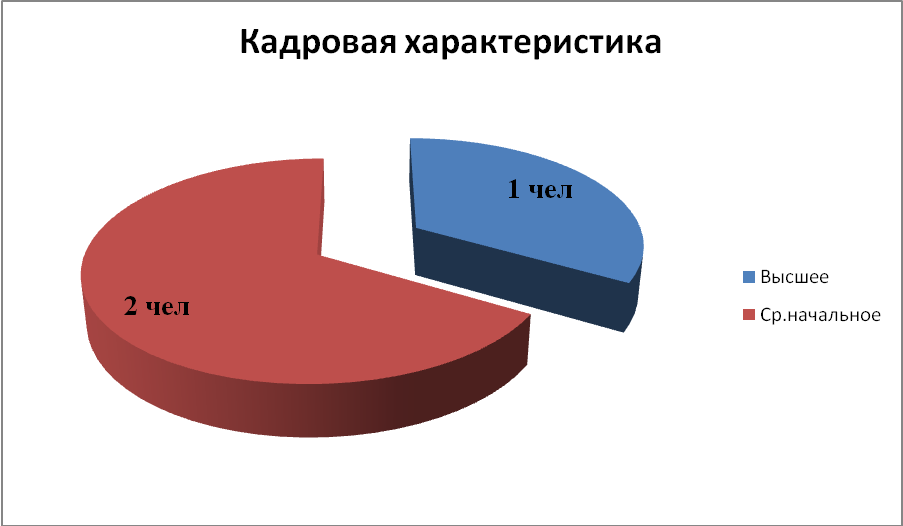 Кадровая характеристика
1 чел
2 чел
Высшее
Ср.начальное